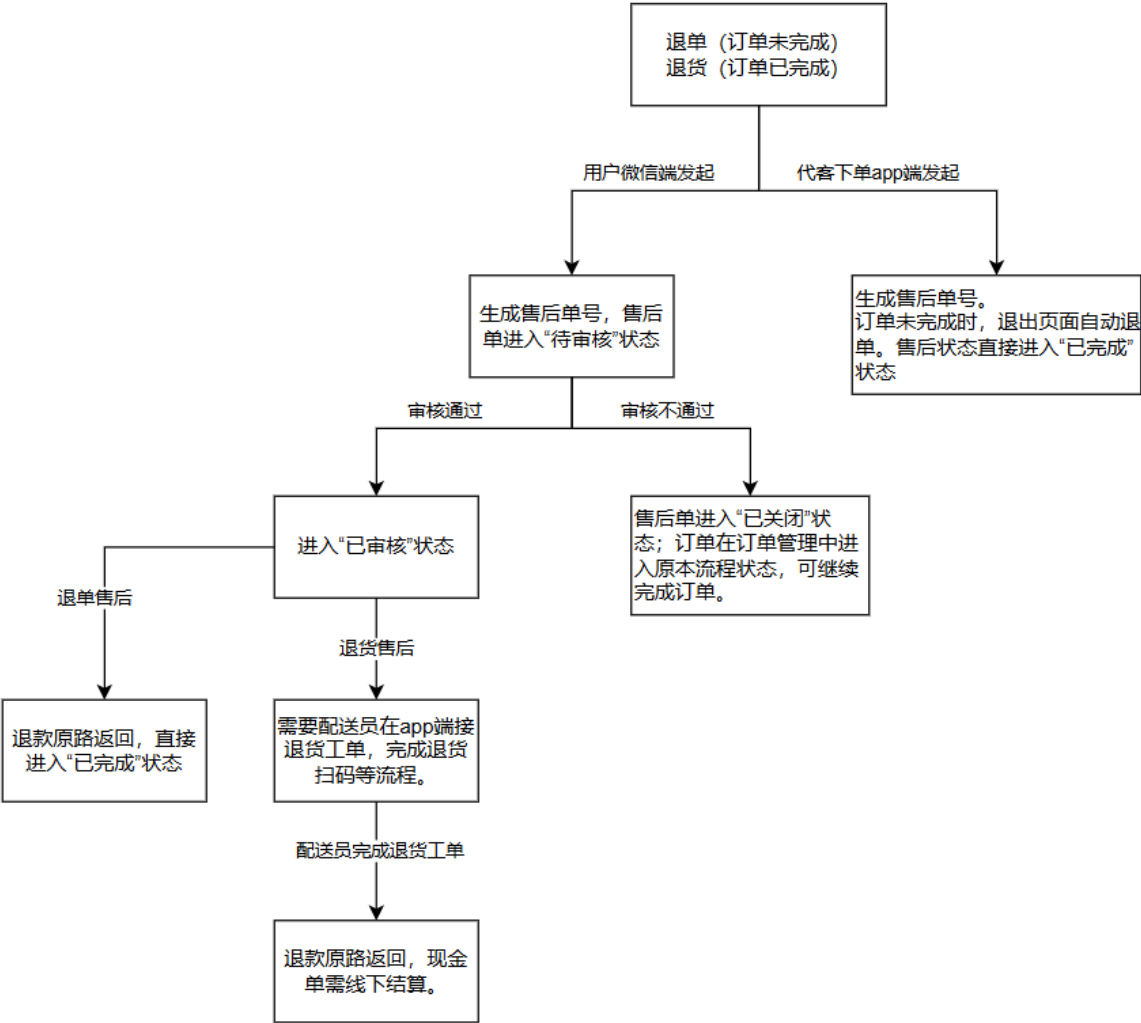 退单（订单未完成）
退货（订单已完成）
用户微信端发起
代客下单app端发起
生成售后单号，售后
单进入“待审核”状态
生成售后单号。
订单未完成时，退出页面自动退
单。售后状态直接进入“已完成”
状态
审核通过
审核不通过
进入“已审核”状态
售后单进入“已关闭”状
态；订单在订单管理中进
入原本流程状态，可继续
完成订单。
退单售后
退货售后
退款原路返回，直接
进入“已完成”状态
需要配送员在app端接
退货工单，完成退货
扫码等流程。
配送员完成退货工单
退款原路返回，现金
单需线下结算。